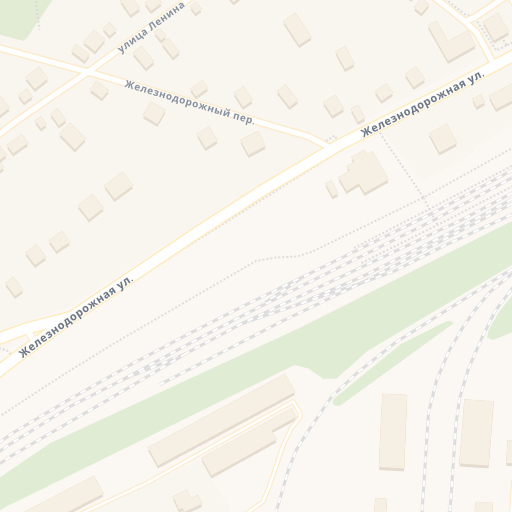 улица Ленина
Железнодорожный пер.
Железнодорожная ул.
Железнодорожная ул.